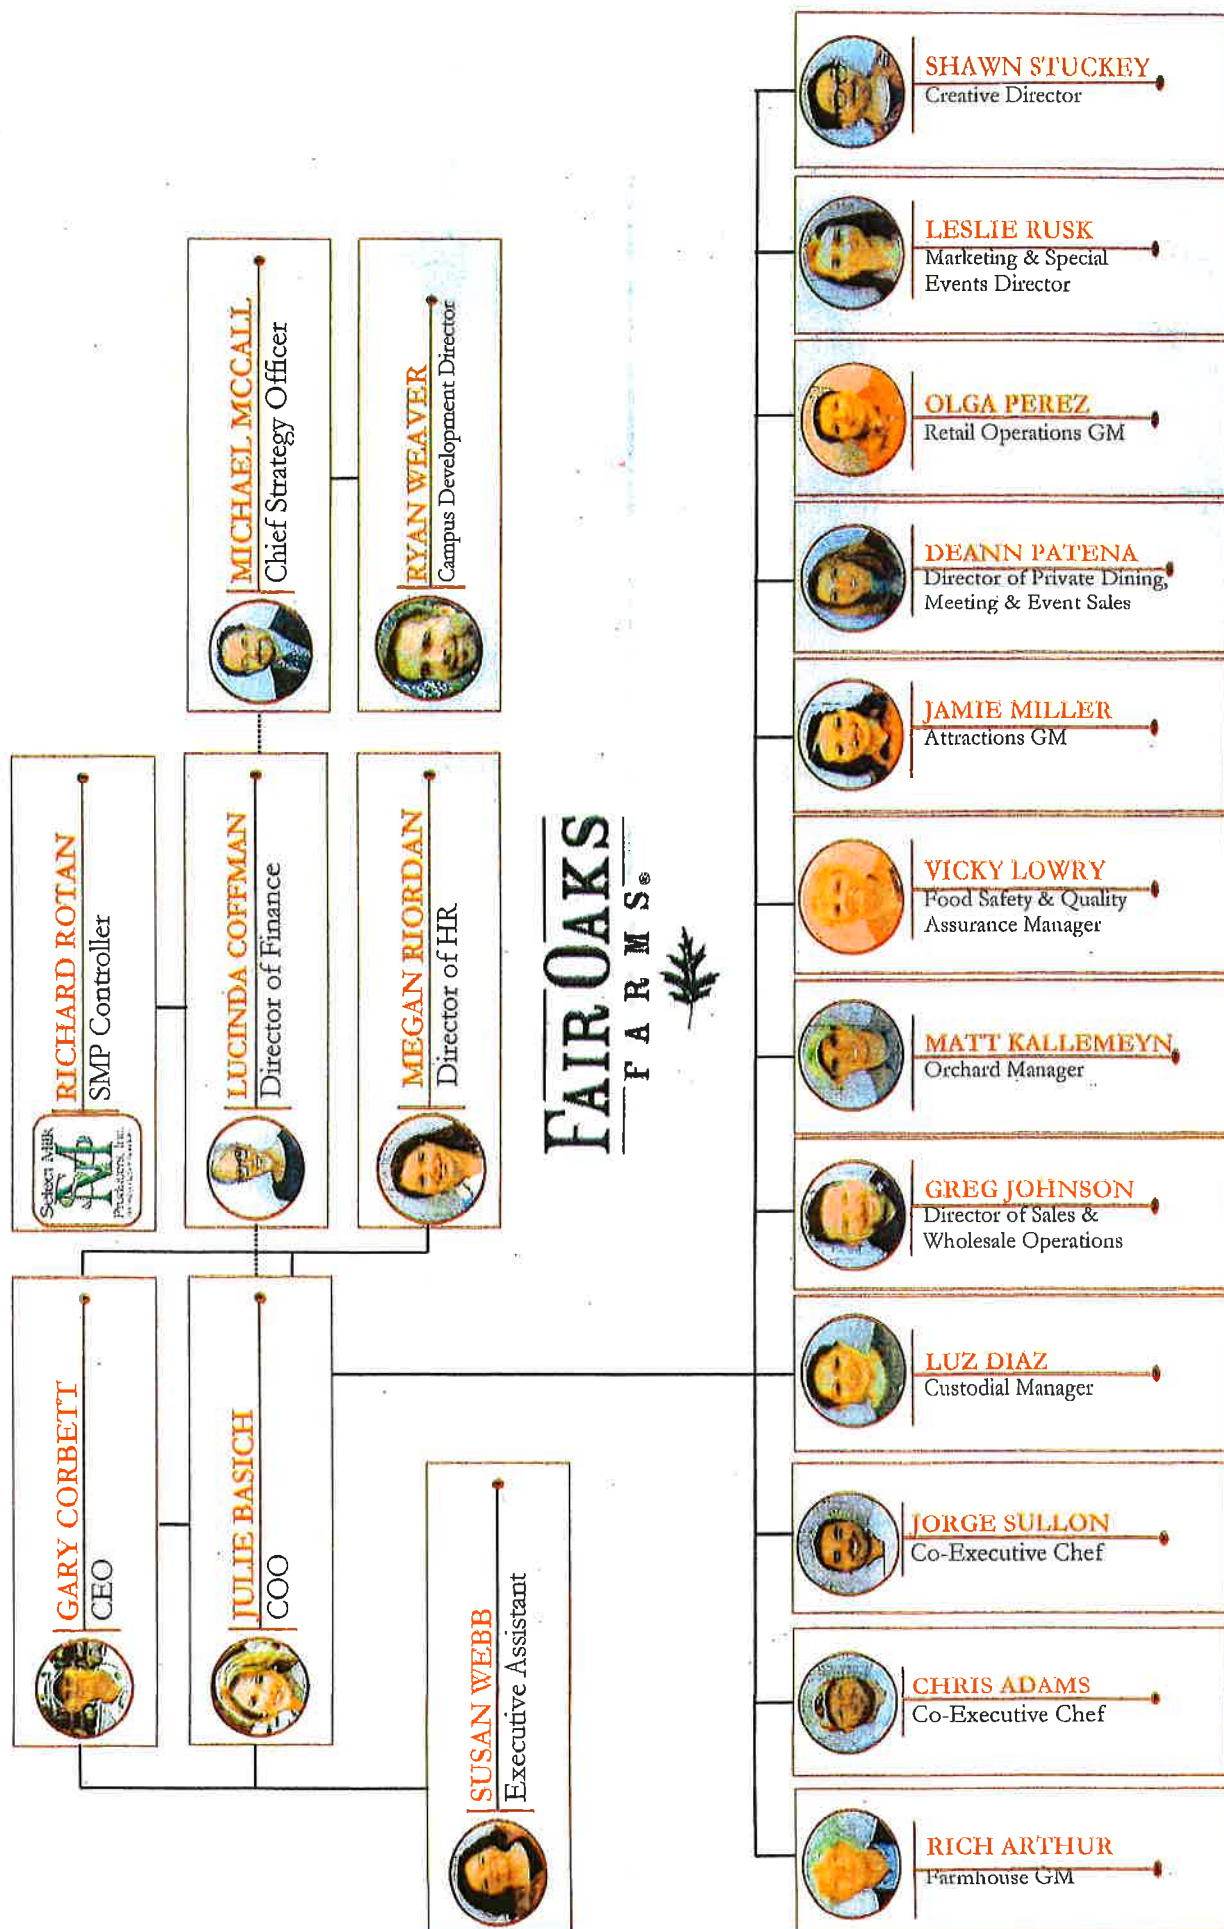 GARY CORBETT
CEO
JULIE BASICH
COO
SUSAN WEBB
Executive Assistant
Select Milk
SMP
Producers, Inc.
RICHARD ROTAN
SMP Controller
LUCINDA COFFMAN
Director of Finance
MEGAN RIORDAN
Director of HR
MICHAEL MCCALL
Chief Strategy Officer
RYAN WEAVER
Campus Development Director
FAIR OAKS
FARMS®
SHAWN STUCKEY
Creative Director
LESLIE RUSK
Marketing & Special
Events Director
OLGA PEREZ
Retail Operations GM
DEANN PATENA
Director of Private Dining,
Meeting & Event Sales
JAMIE MILLER
Attractions GM
VICKY LOWRY
Food Safety & Quality
Assurance Manager
MATT KALLEMEYN
Orchard Manager
GREG JOHNSON
Director of Sales &
Wholesale Operations
LUZ DIAZ
Custodial Manager
JORGE SULLON
Co-Executive Chef
CHRIS ADAMS
Co-Executive Chef
RICH ARTHUR
Farmhouse GM